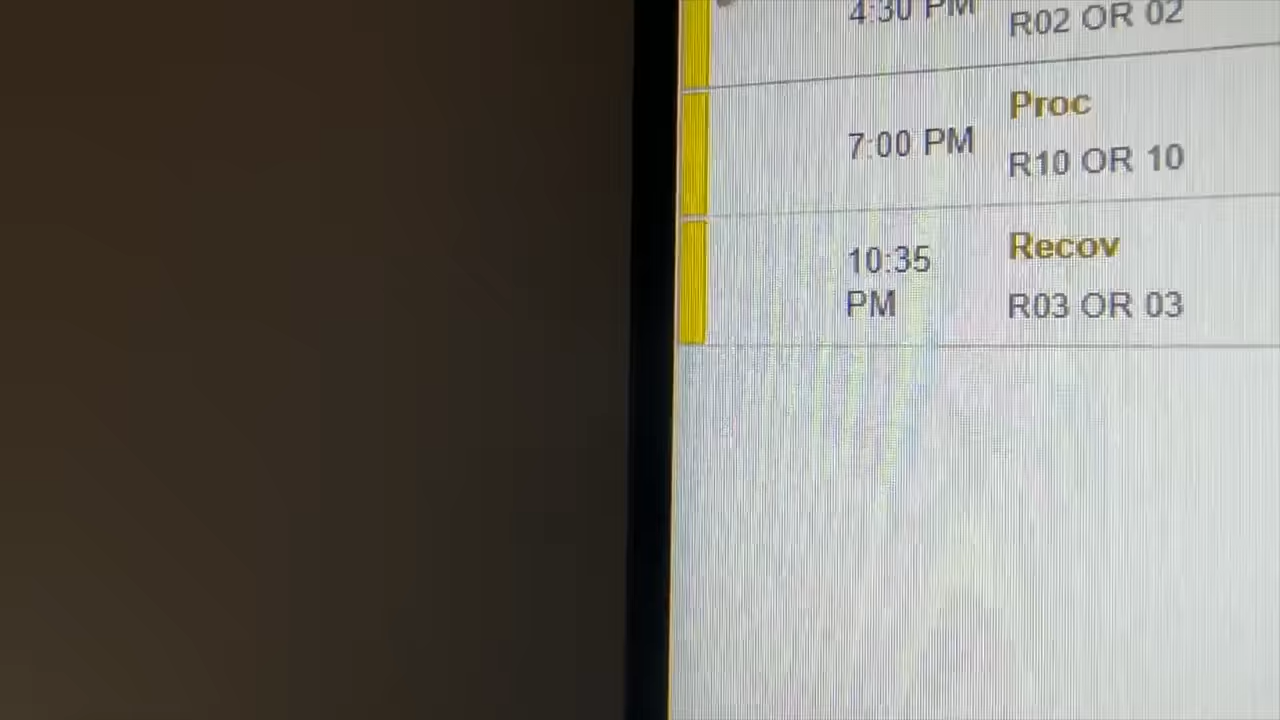 4:30 PM
R02 OR 02
Proc
7:00 PM
R10 OR 10
Recov
10:35
PM
R03 OR 03